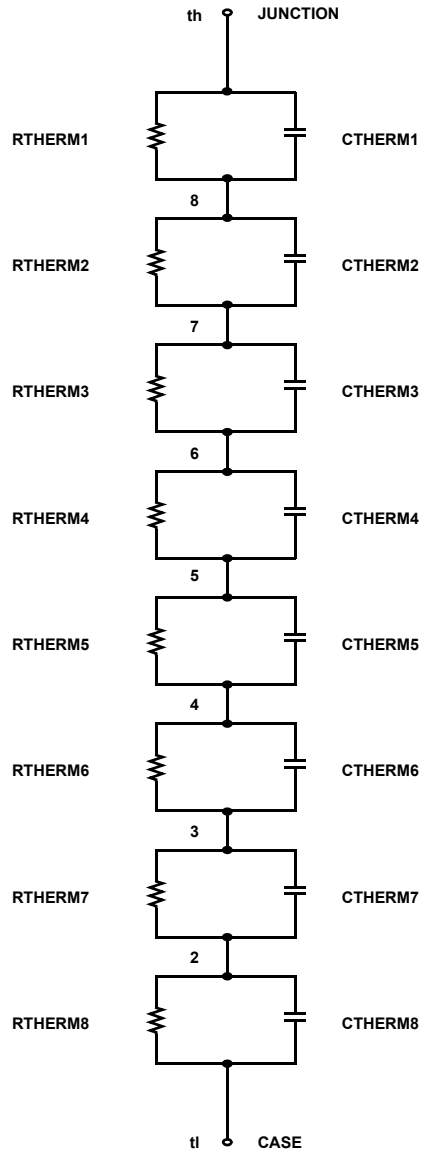 th JUNCTION
RTHERM1 CTHERM1
8
RTHERM2 CTHERM2
7
RTHERM3 CTHERM3
6
RTHERM4 CTHERM4
5
RTHERM5 CTHERM5
4
RTHERM6 CTHERM6
3
RTHERM7 CTHERM7
2
RTHERM8 CTHERM8
tl CASE